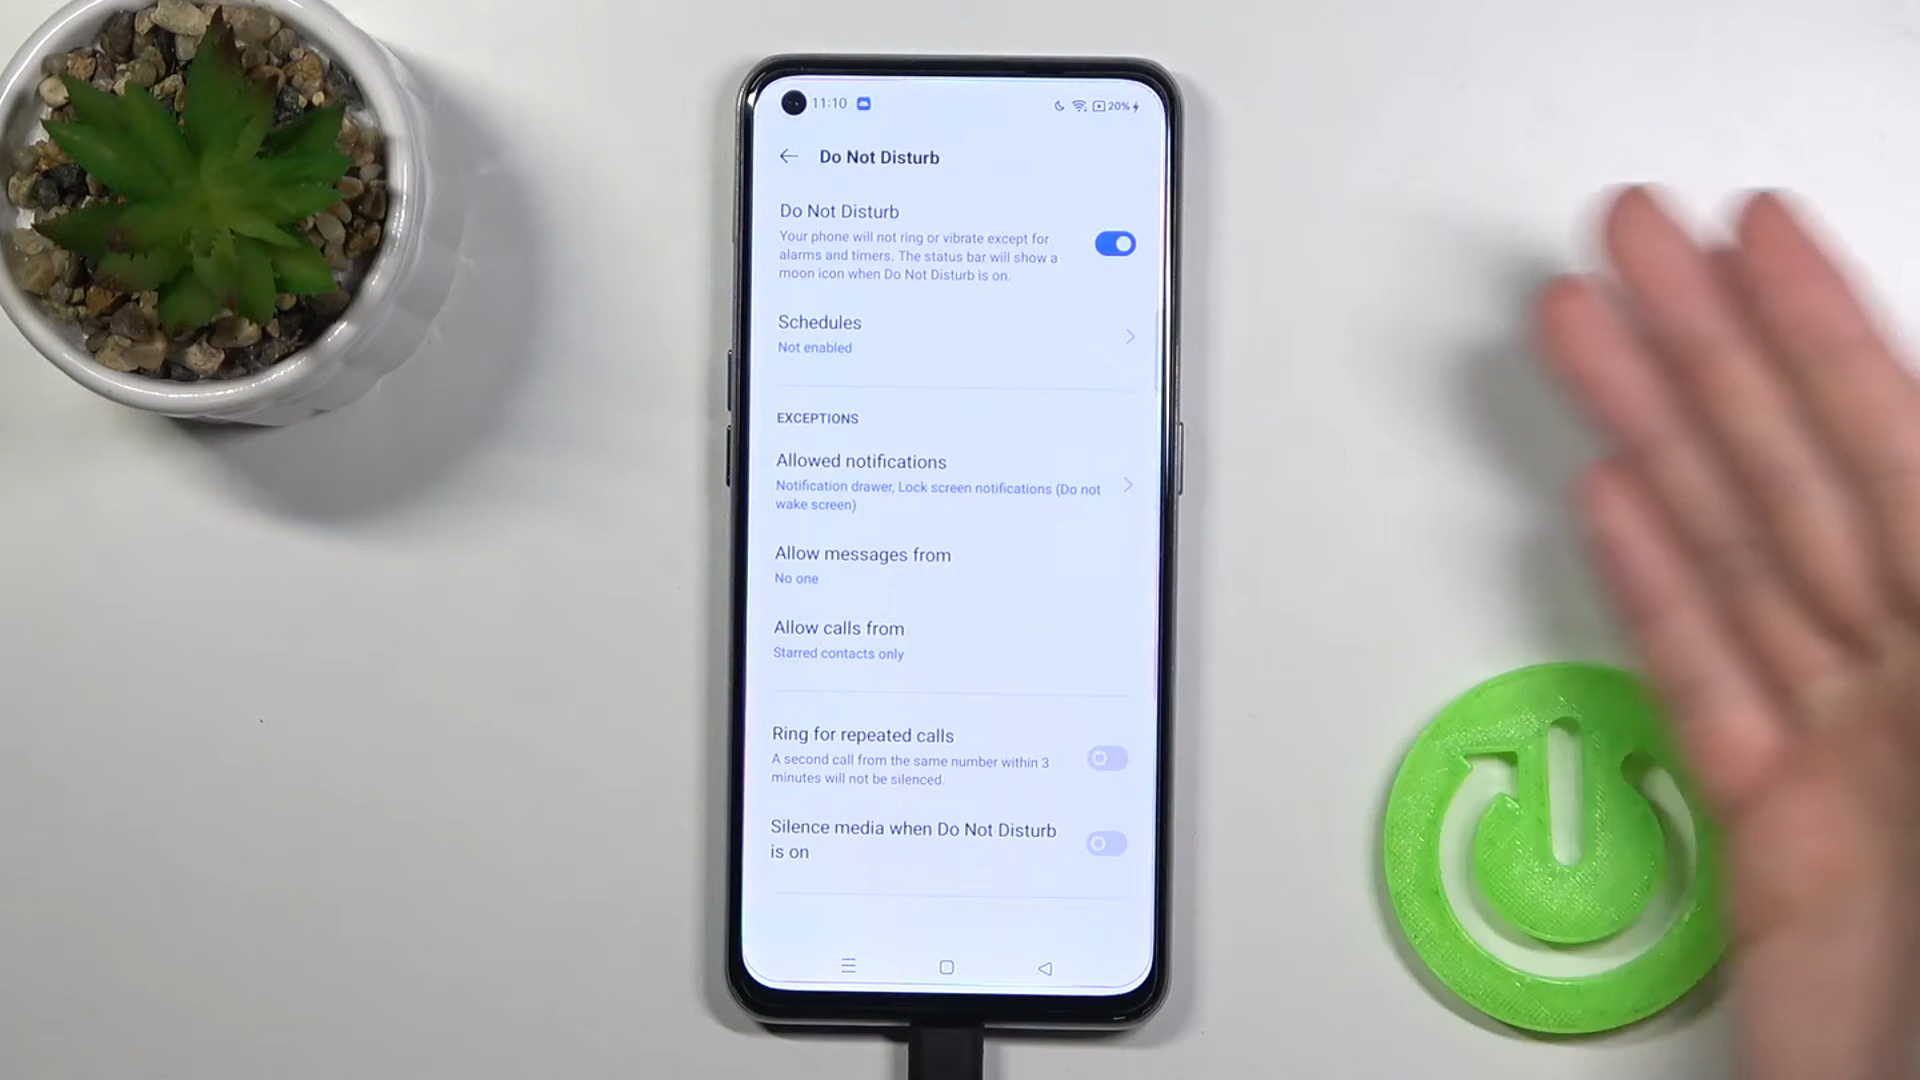 11:10
20%
Do Not Disturb
Do Not Disturb
Your phone will not ring or vibrate except for
alarms and timers. The status bar will show a
moon icon when Do Not Disturb is on.
Schedules
Not enabled
EXCEPTIONS
Allowed notifications
Notification drawer, Lock screen notifications (Do not
wake screen)
Allow messages from
No one
Allow calls from
Starred contacts only
Ring for repeated calls
A second call from the same number within 3
minutes will not be silenced.
Silence media when Do Not Disturb
is on